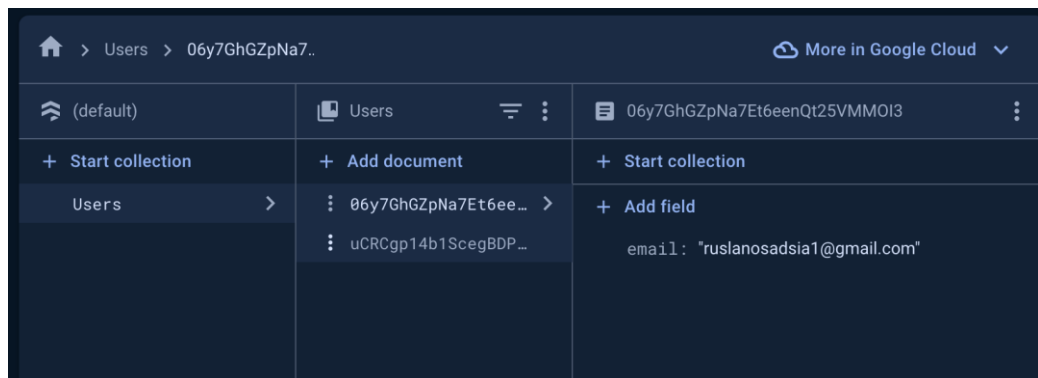 Users > 06y7GhGZpNa7..
More in Google Cloud
(default)
Users
06y7GhGZpNa7Et6eenQt25VMMOI3
+ Start collection
+ Add document
+ Start collection
Users
06y7GhGZpNa7Et6ee…
+ Add field
uCRCgp14b1ScegBDP…
email: "ruslanosadsia1@gmail.com"